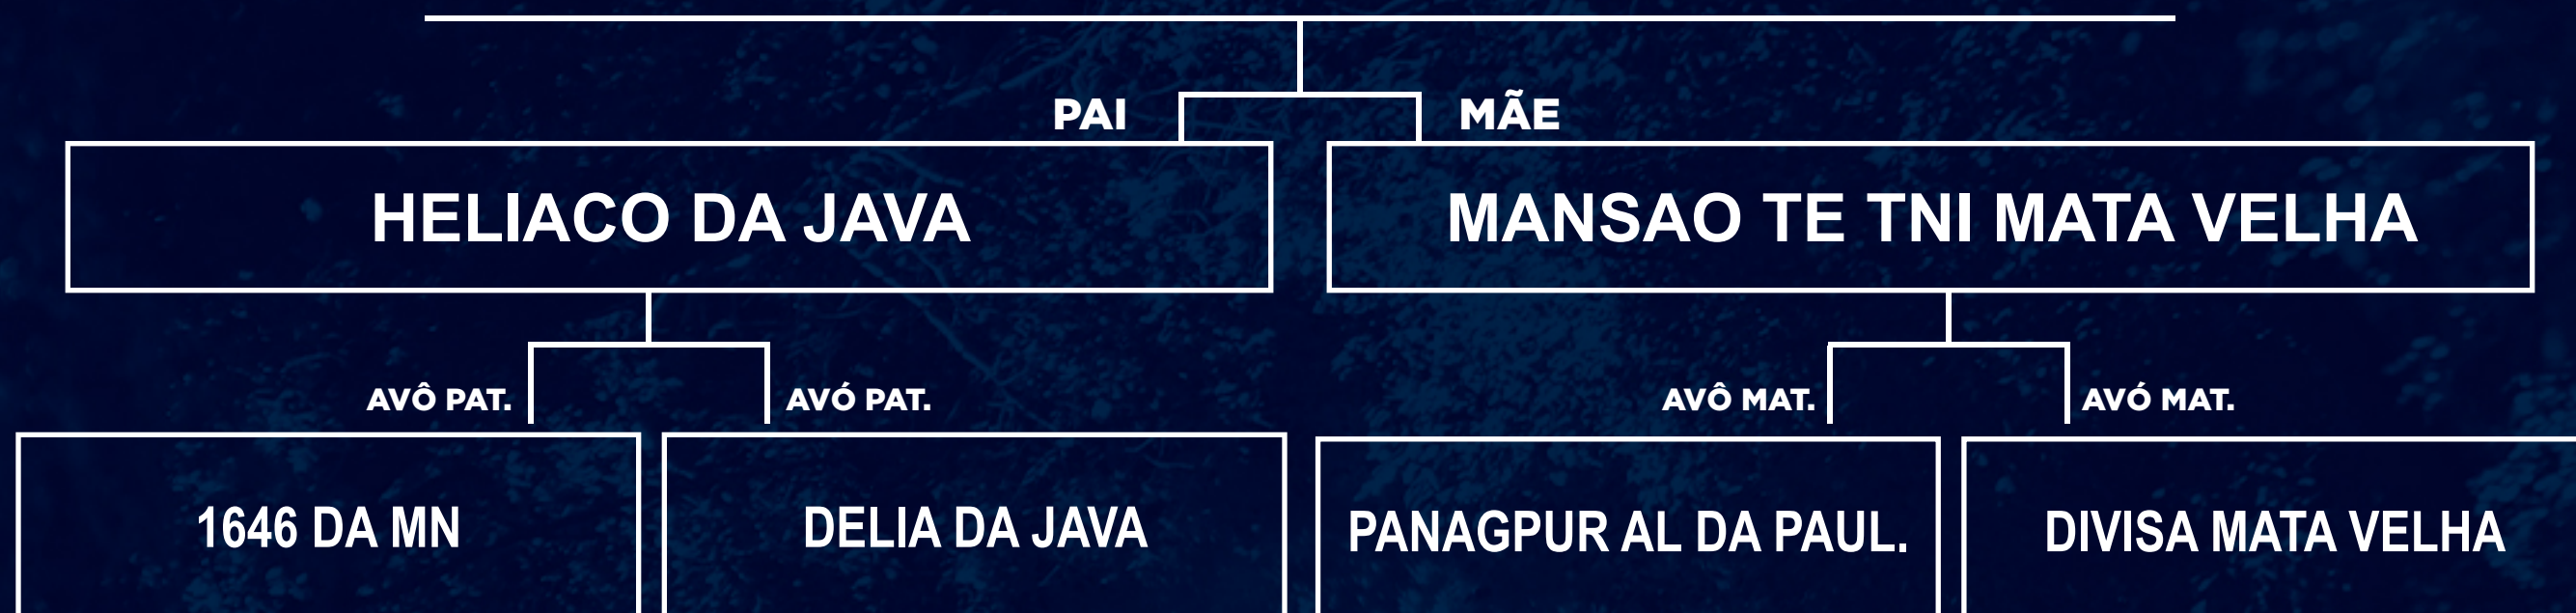 PAI
MÃE
HELIACO DA JAVA
MANSAO TE TNI MATA VELHA
AVÔ PAT.
AVÓ PAT.
AVÔ MAT.
AVÓ MAT.
1646 DA MN
DELIA DA JAVA
PANAGPUR AL DA PAUL.
DIVISA MATA VELHA